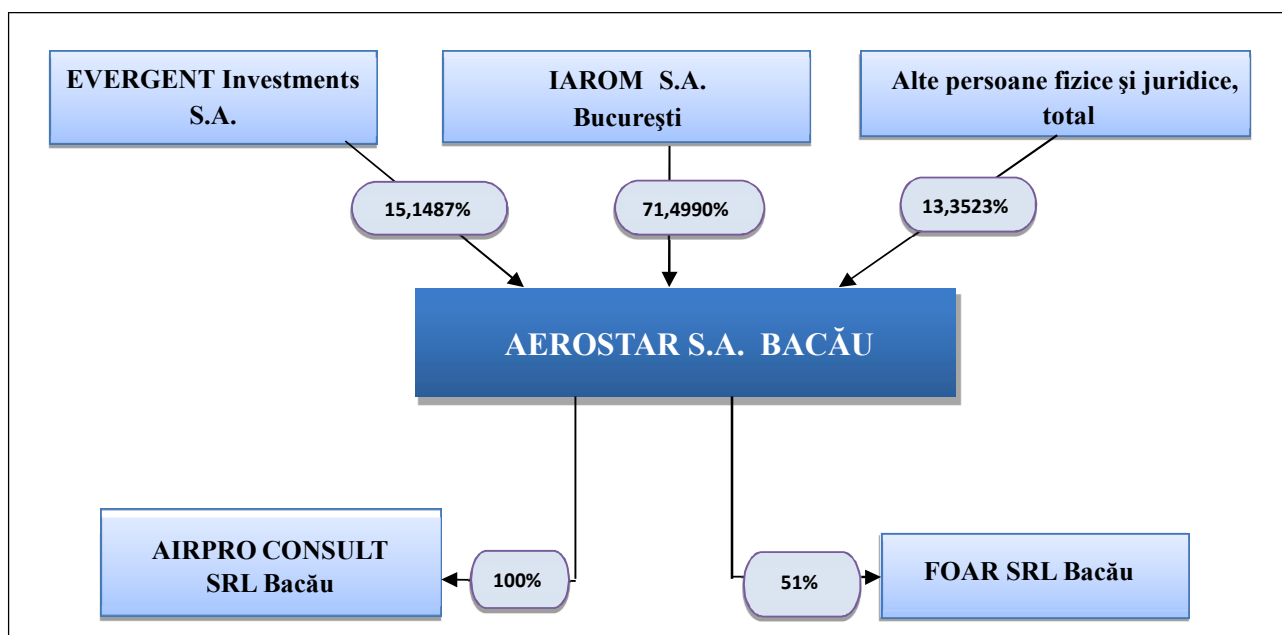 EVERGENT Investments
S.A.
IAROM S.A.
Bucureşti
Alte persoane fizice şi juridice,
total
15,1487%
71,4990%
13,3523%
AEROSTAR S.A. BACĂU
AIRPRO CONSULT
SRL Bacău
100%
51%
FOAR SRL Bacău